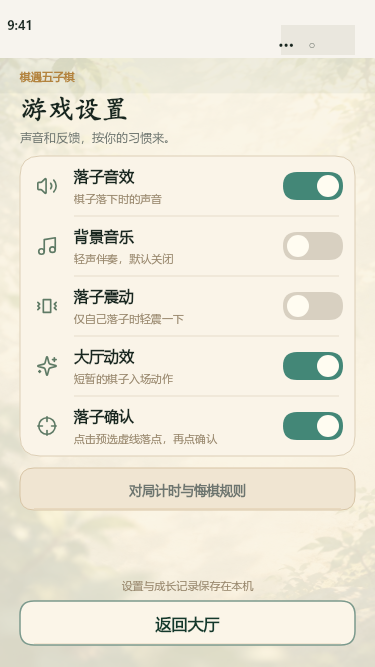 9:41
棋遇五子棋
游戏设置
声音和反馈，按你的习惯来。
落子音效
棋子落下时的声音
背景音乐
轻声伴奏，默认关闭
落子震动
仅自己落子时轻震一下
大厅动效
短暂的棋子入场动作
落子确认
点击预选虚线落点，再点确认
对局计时与悔棋规则
设置与成长记录保存在本机
返回大厅